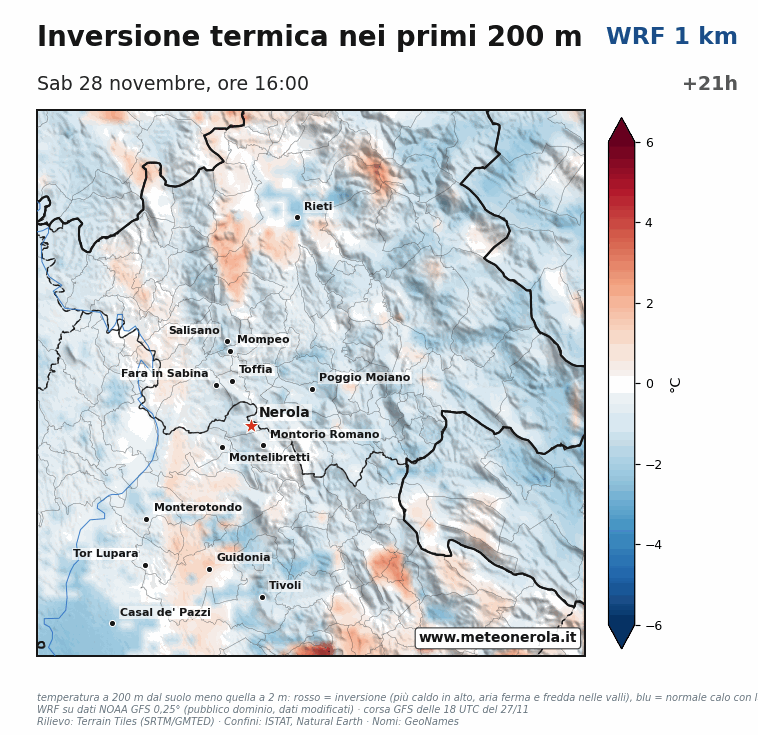 Inversione termica nei primi 200 m
WRF 1 km
Sab 28 novembre, ore 16:00
+21h
Rieti
Salisano
Mompeo
Fara in Sabina
Toffia
Poggio Moiano
Nerola
Montorio Romano
Montelibretti
Monterotondo
Tor Lupara
Guidonia
Tivoli
Casal de' Pazzi
www.meteonerola.it
6
4
2
0
−2
−4
−6
°C
temperatura a 200 m dal suolo meno quella a 2 m: rosso = inversione (più caldo in alto, aria ferma e fredda nelle valli), blu = normale calo con
WRF su dati NOAA GFS 0,25° (pubblico dominio, dati modificati) · corsa GFS delle 18 UTC del 27/11
Rilievo: Terrain Tiles (SRTM/GMTED) · Confini: ISTAT, Natural Earth · Nomi: GeoNames